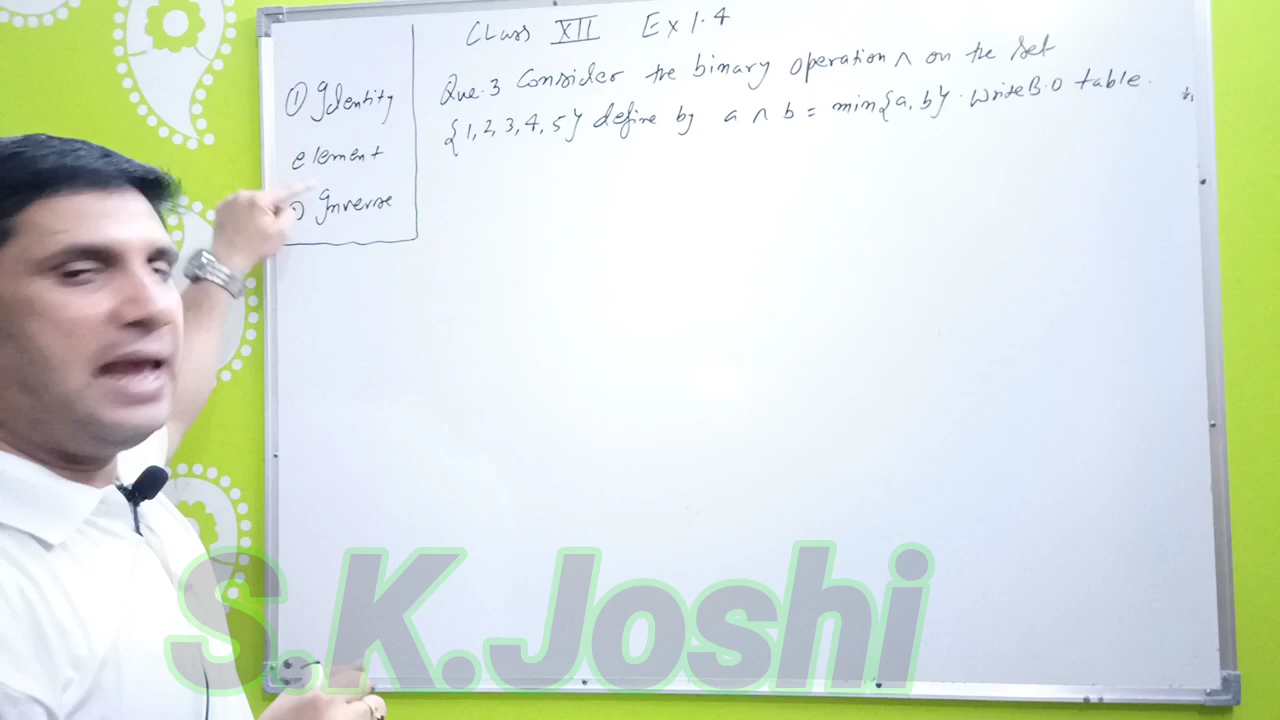 Class XII Ex 1.4
① Identity
element
Inverse
Que. 3 Consider the binary operation ∧ on the set
{1, 2, 3, 4, 5} define by a ∧ b = min{a, b}. Write B.O table.
S.K.Joshi